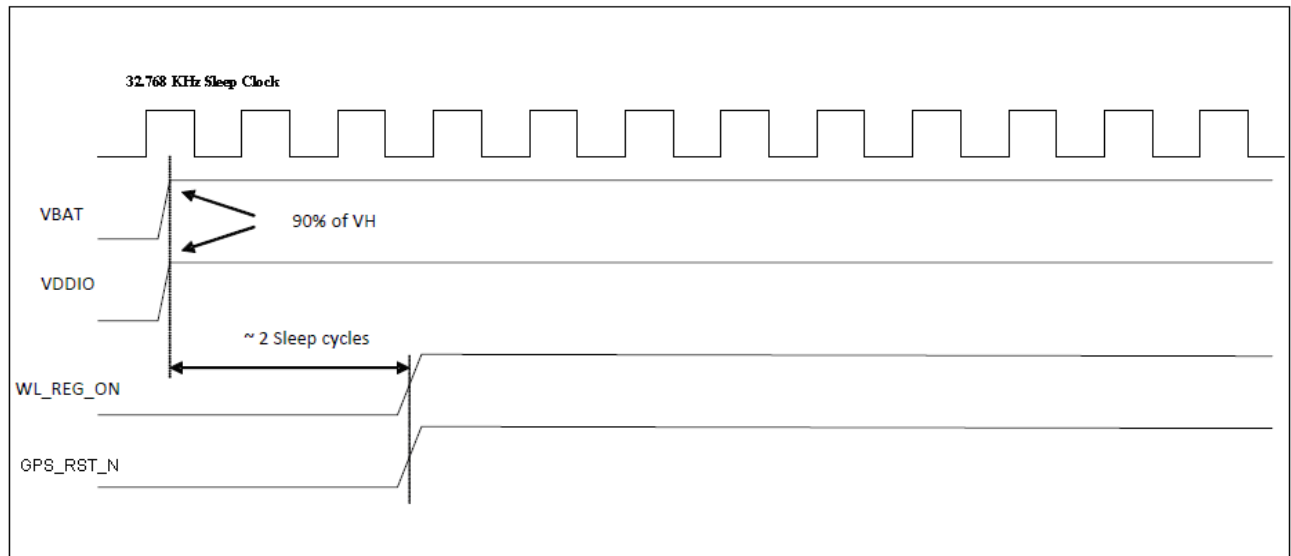 32.768 KHz Sleep Clock
VBAT
90% of VH
VDDIO
~ 2 Sleep cycles
WL_REG_ON
GPS_RST_N